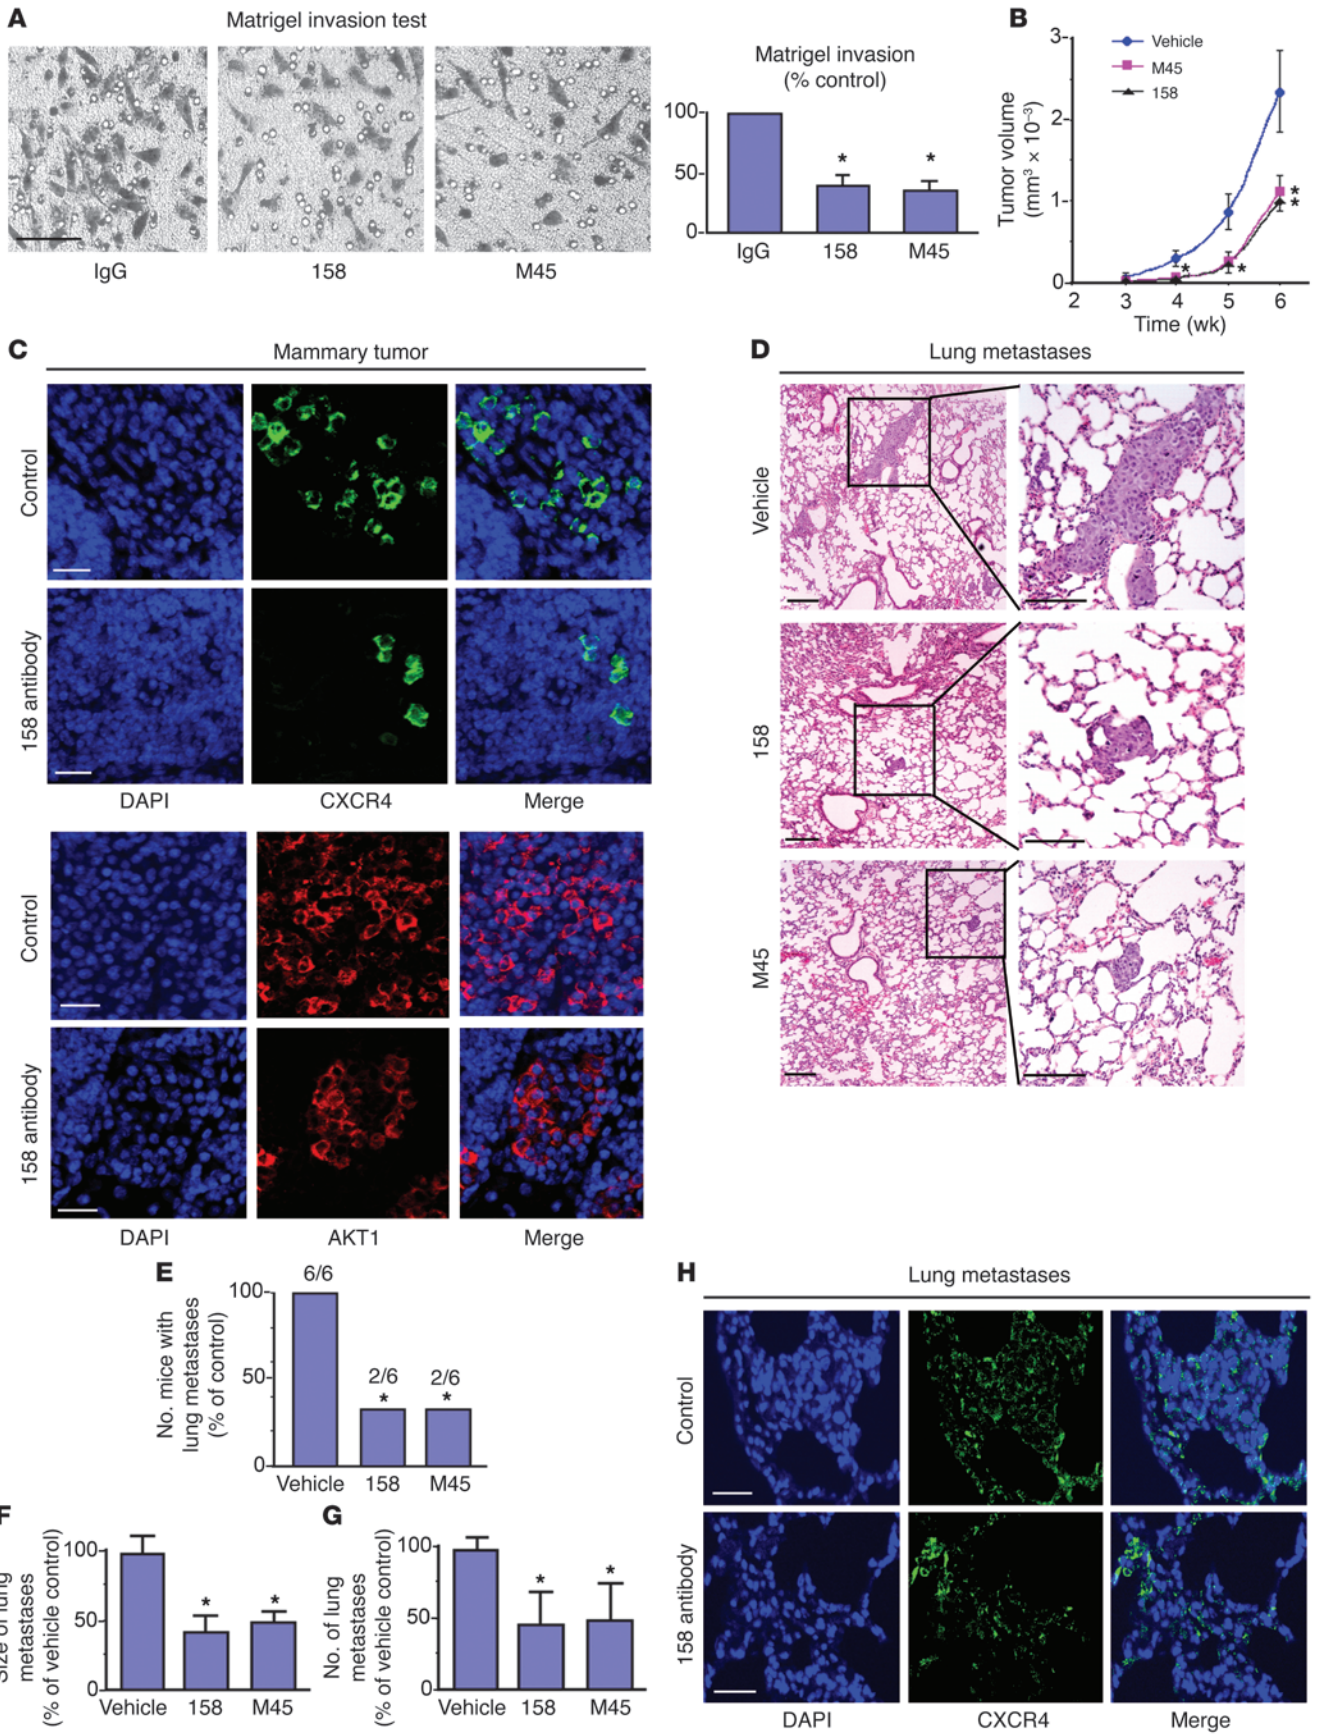 A
Matrigel invasion test
IgG
158
M45
Matrigel invasion
(% control)
100
50
0
*
*
IgG
158
M45
B
Vehicle
M45
158
Tumor volume
(mm³ × 10⁻³)
3
2
1
0
*
*
*
*
2
3
4
5
6
Time (wk)
C
Mammary tumor
Control
158 antibody
DAPI
CXCR4
Merge
Control
158 antibody
DAPI
AKT1
Merge
D
Lung metastases
Vehicle
158
M45
E
No. mice with
lung metastases
(% of control)
100
50
0
6/6
2/6
*
2/6
*
Vehicle
158
M45
F
Size of lung
metastases
(% of vehicle control)
100
50
0
*
*
Vehicle
158
M45
G
No. of lung
metastases
(% of vehicle control)
100
50
0
*
*
Vehicle
158
M45
H
Lung metastases
Control
158 antibody
DAPI
CXCR4
Merge